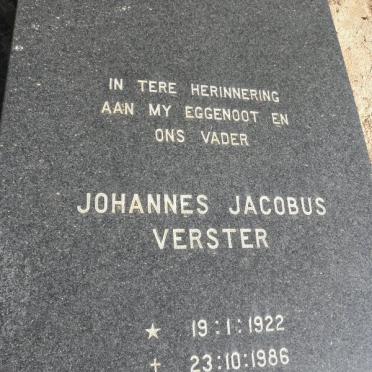 IN TERE HERINNERING
AAN MY EGGENOOT EN
ONS VADER
JOHANNES JACOBUS
VERSTER
★ 19:1:1922
✝ 23:10:1986